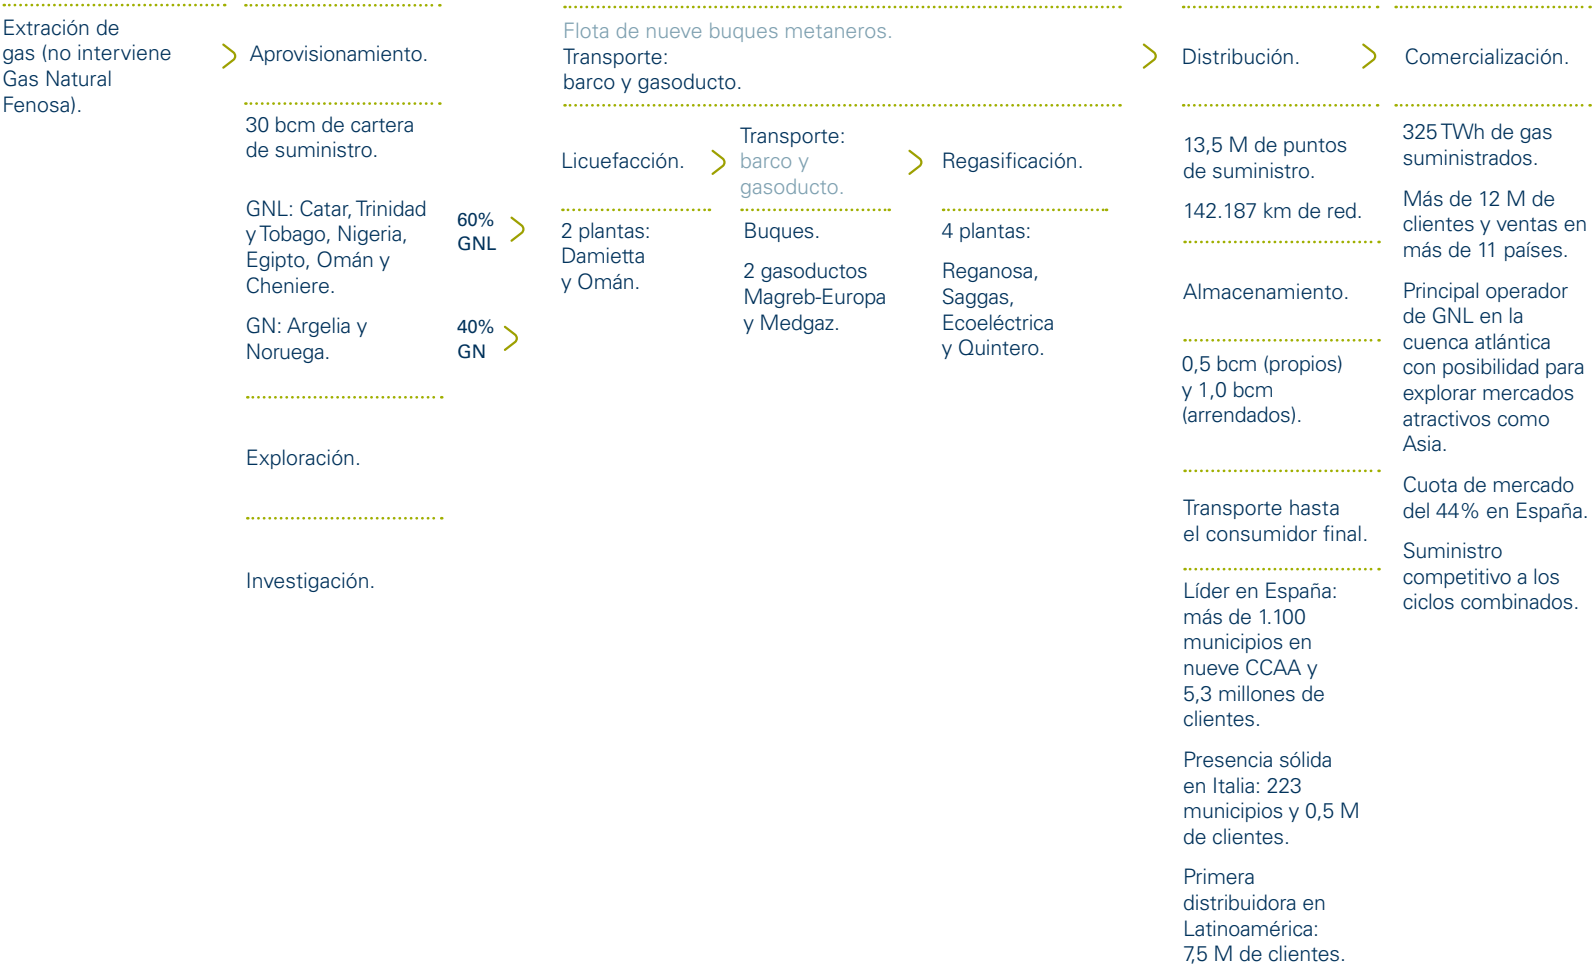 Extración de
gas (no interviene
Gas Natural
Fenosa).
Aprovisionamiento.
30 bcm de cartera
de suministro.
GNL: Catar, Trinidad
y Tobago, Nigeria,
Egipto, Omán y
Cheniere.
GN: Argelia y
Noruega.
Exploración.
Investigación.
60%
GNL
40%
GN
Flota de nueve buques metaneros.
Transporte:
barco y gasoducto.
Licuefacción.
2 plantas:
Damietta
y Omán.
Transporte:
barco y
gasoducto.
Buques.
2 gasoductos
Magreb-Europa
y Medgaz.
Regasificación.
4 plantas:
Reganosa,
Saggas,
Ecoeléctrica
y Quintero.
Distribución.
13,5 M de puntos
de suministro.
142.187 km de red.
Almacenamiento.
0,5 bcm (propios)
y 1,0 bcm
(arrendados).
Transporte hasta
el consumidor final.
Líder en España:
más de 1.100
municipios en
nueve CCAA y
5,3 millones de
clientes.
Presencia sólida
en Italia: 223
municipios y 0,5 M
de clientes.
Primera
distribuidora en
Latinoamérica:
7,5 M de clientes.
Comercialización.
325 TWh de gas
suministrados.
Más de 12 M de
clientes y ventas en
más de 11 países.
Principal operador
de GNL en la
cuenca atlántica
con posibilidad para
explorar mercados
atractivos como
Asia.
Cuota de mercado
del 44% en España.
Suministro
competitivo a los
ciclos combinados.